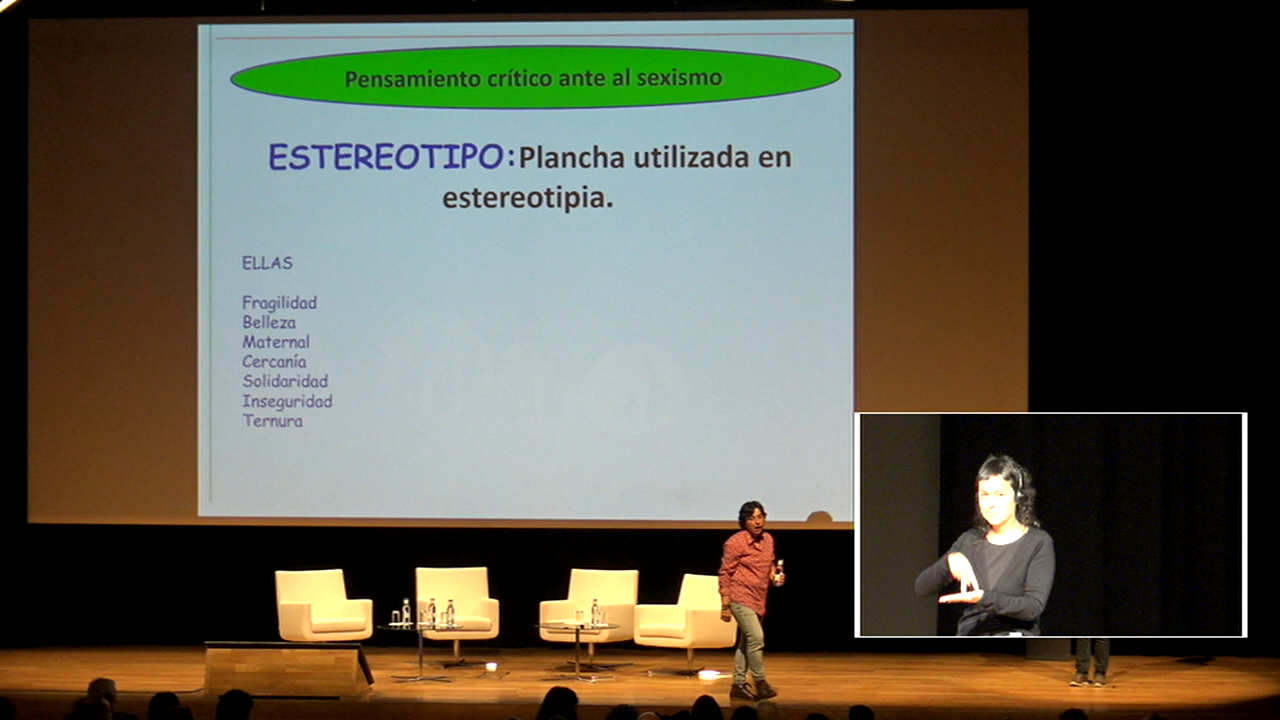 Pensamiento crítico ante al sexismo
ESTEREOTIPO: Plancha utilizada en
estereotipia.
ELLAS
Fragilidad
Belleza
Maternal
Cercanía
Solidaridad
Inseguridad
Ternura